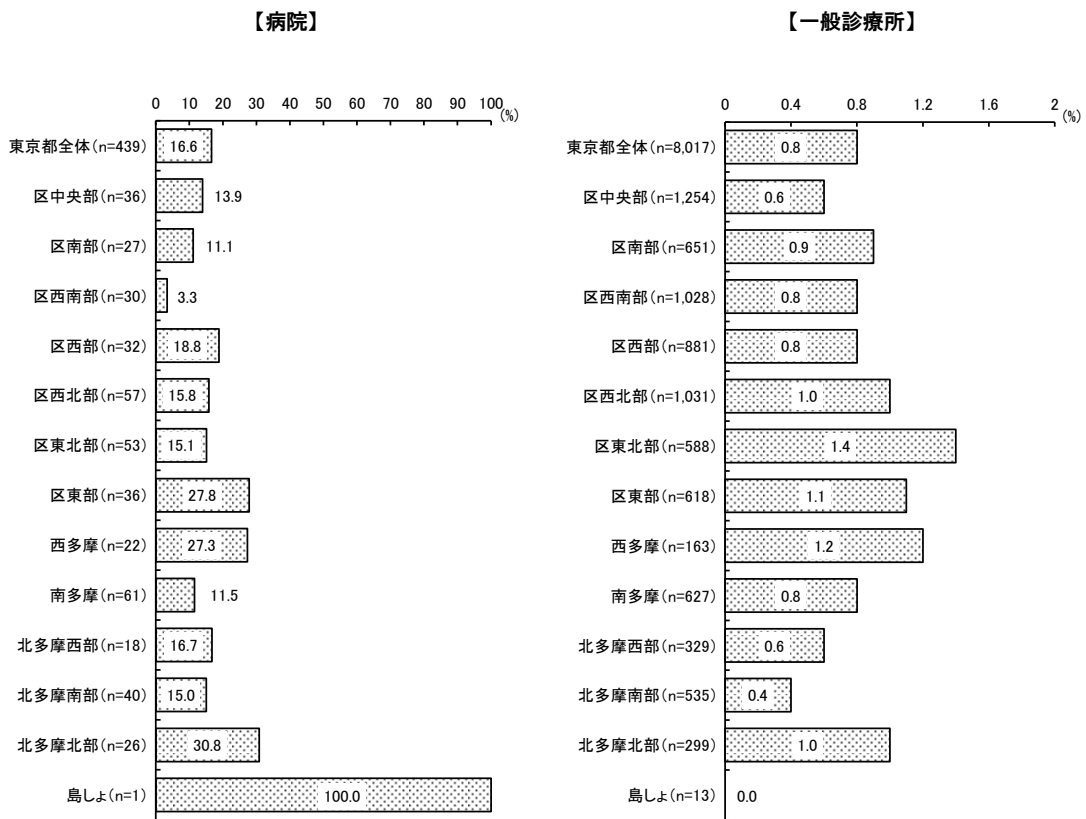 【病院】
0 10 20 30 40 50 60 70 80 90 100
(%)
東京都全体(n=439) 16.6
区中央部(n=36) 13.9
区南部(n=27) 11.1
区西南部(n=30) 3.3
区西部(n=32) 18.8
区西北部(n=57) 15.8
区東北部(n=53) 15.1
区東部(n=36) 27.8
西多摩(n=22) 27.3
南多摩(n=61) 11.5
北多摩西部(n=18) 16.7
北多摩南部(n=40) 15.0
北多摩北部(n=26) 30.8
島しょ(n=1) 100.0
【一般診療所】
0 0.4 0.8 1.2 1.6 2
(%)
東京都全体(n=8,017) 0.8
区中央部(n=1,254) 0.6
区南部(n=651) 0.9
区西南部(n=1,028) 0.8
区西部(n=881) 0.8
区西北部(n=1,031) 1.0
区東北部(n=588) 1.4
区東部(n=618) 1.1
西多摩(n=163) 1.2
南多摩(n=627) 0.8
北多摩西部(n=329) 0.6
北多摩南部(n=535) 0.4
北多摩北部(n=299) 1.0
島しょ(n=13) 0.0